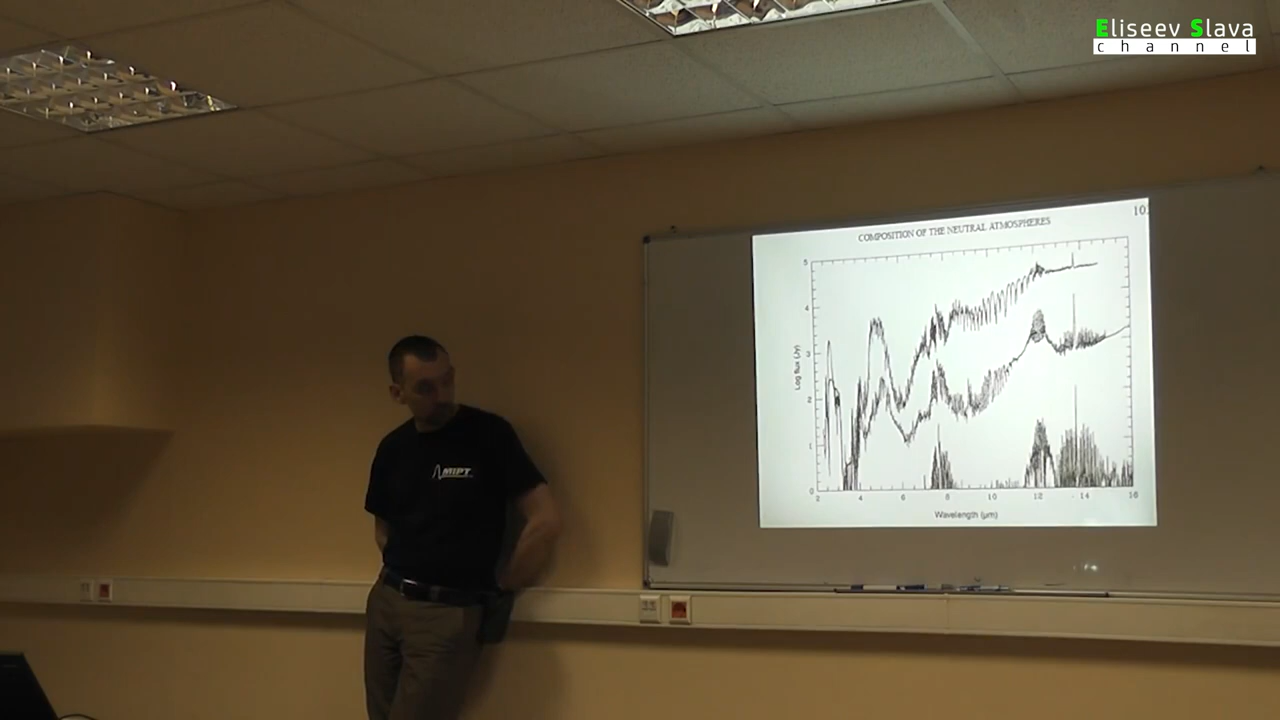 Eliseev Slava
channel
10
COMPOSITION OF THE NEUTRAL ATMOSPHERES
5
4
3
2
1
0
Log flux (Jy)
2 4 6 8 10 12 14 16
Wavelength (μm)
MIPT